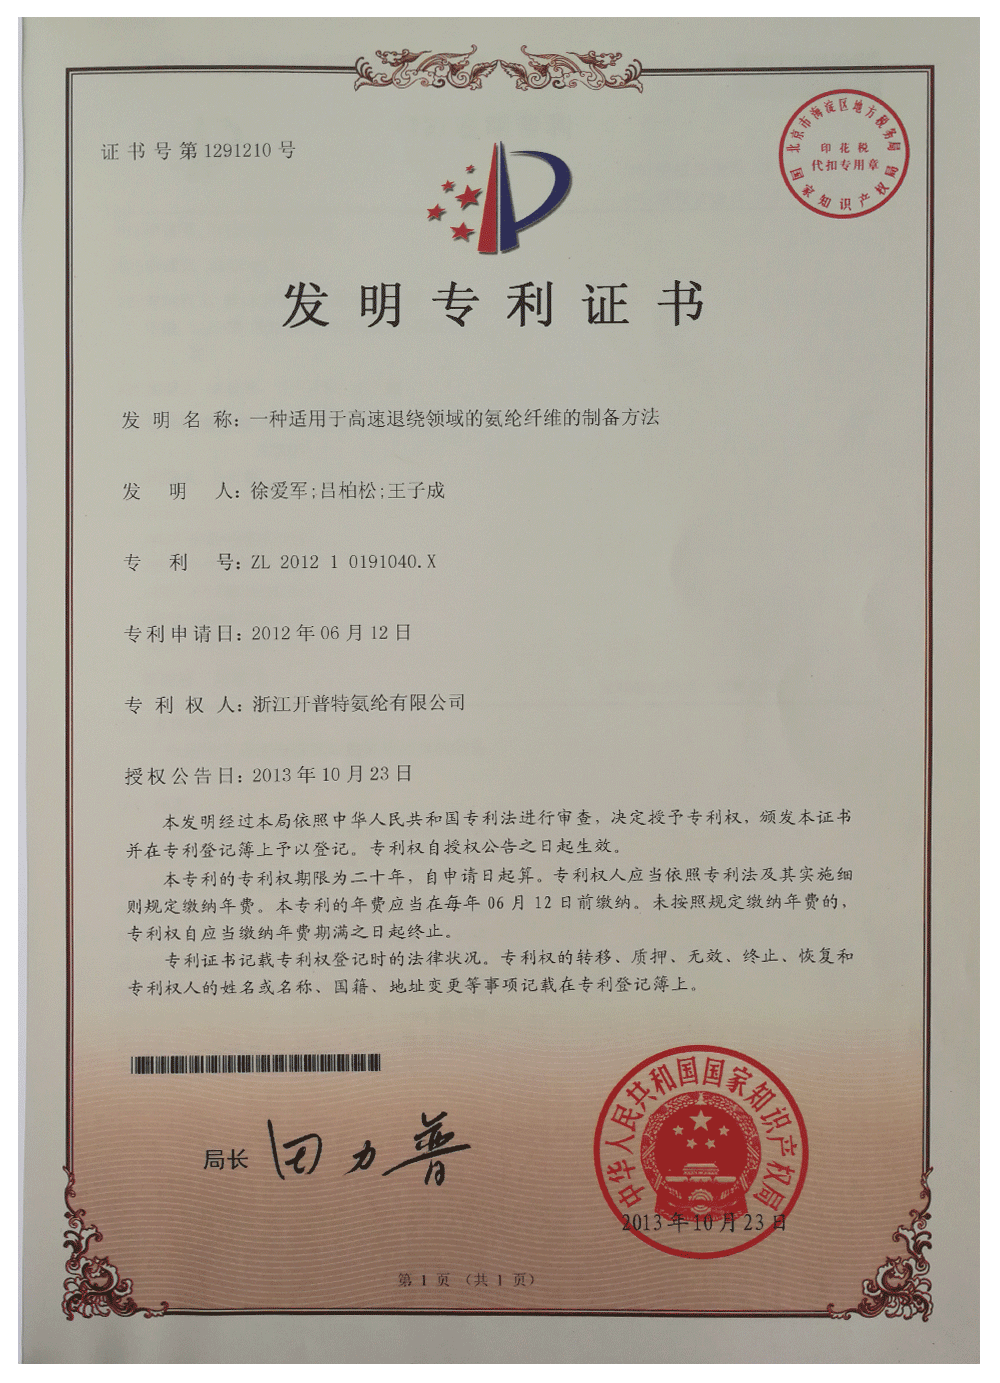 证书号第1291210号
北京市海淀区地方税务局
印花税
代扣专用章
国家知识产权局
发明专利证书
发明名称：一种适用于高速退绕领域的氨纶纤维的制备方法
发明人：徐爱军;吕柏松;王子成
专利号：ZL 2012 1 0191040.X
专利申请日：2012年06月12日
专利权人：浙江开普特氨纶有限公司
授权公告日：2013年10月23日
本发明经过本局依照中华人民共和国专利法进行审查，决定授予专利权，颁发本证书
并在专利登记簿上予以登记。专利权自授权公告之日起生效。
本专利的专利权期限为二十年，自申请日起算。专利权人应当依照专利法及其实施细
则规定缴纳年费。本专利的年费应当在每年06月12日前缴纳。未按照规定缴纳年费的，
专利权自应当缴纳年费期满之日起终止。
专利证书记载专利权登记时的法律状况。专利权的转移、质押、无效、终止、恢复和
专利权人的姓名或名称、国籍、地址变更等事项记载在专利登记簿上。
局长 田力普
中华人民共和国国家知识产权局
2013年10月23日
第1页（共1页）